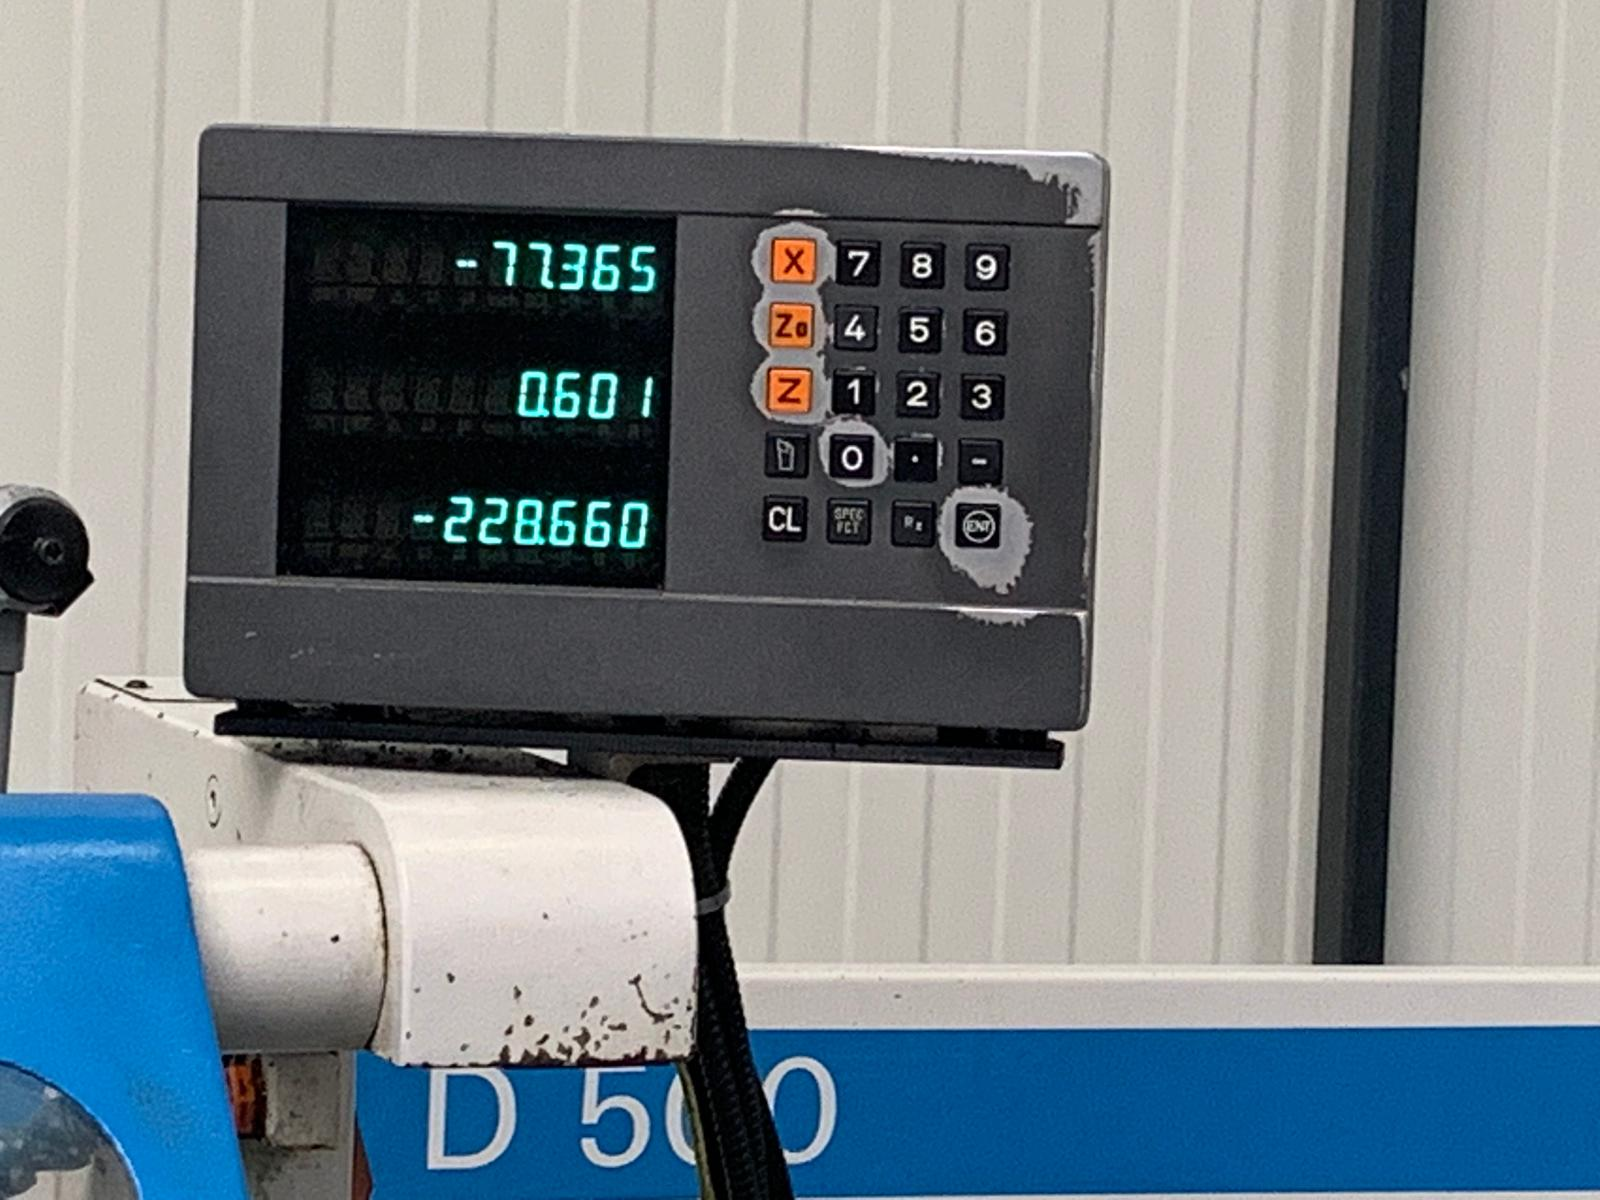 -77.365
0.601
-228.660
X 7 8 9
Z0 4 5 6
Z 1 2 3
0 . -
CL SPEC FCT R± ENT
D 500